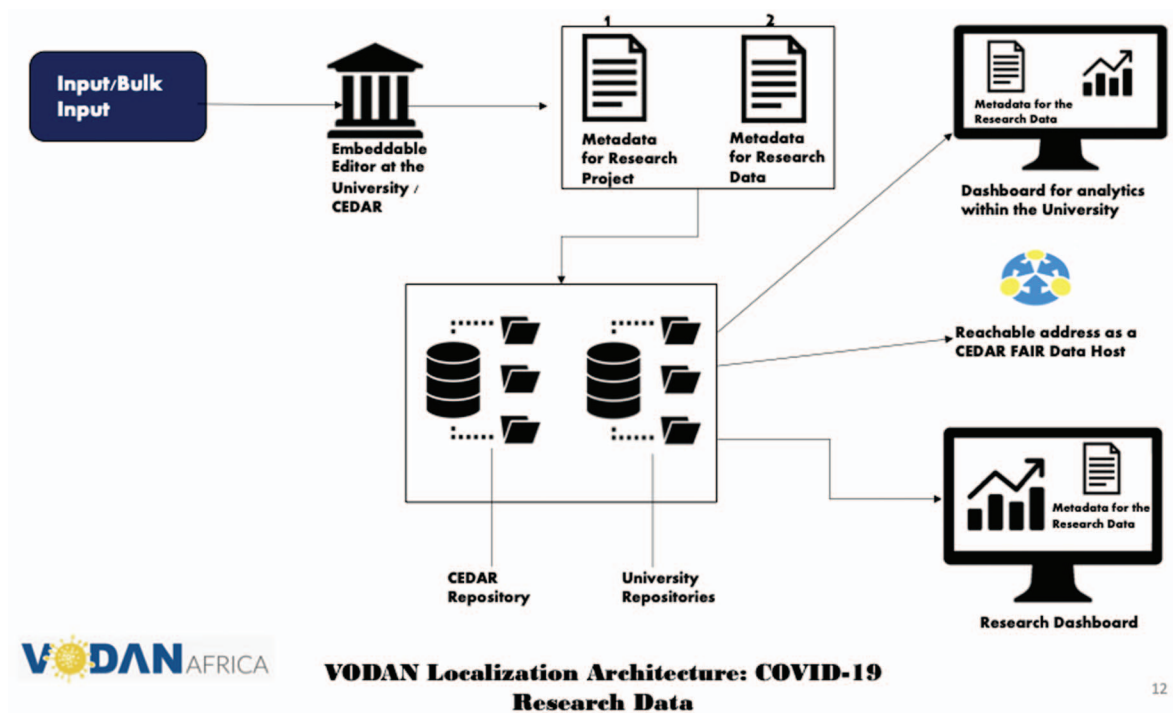 Input/Bulk
Input
Embeddable
Editor at the
University /
CEDAR
1
2
Metadata
for Research
Project
Metadata
for Research
Data
Metadata for the
Research Data
Dashboard for analytics
within the University
Reachable address as a
CEDAR FAIR Data Host
Metadata for the
Research Data
Research Dashboard
CEDAR
Repository
University
Repositories
VODAN AFRICA
VODAN Localization Architecture: COVID-19
Research Data
12